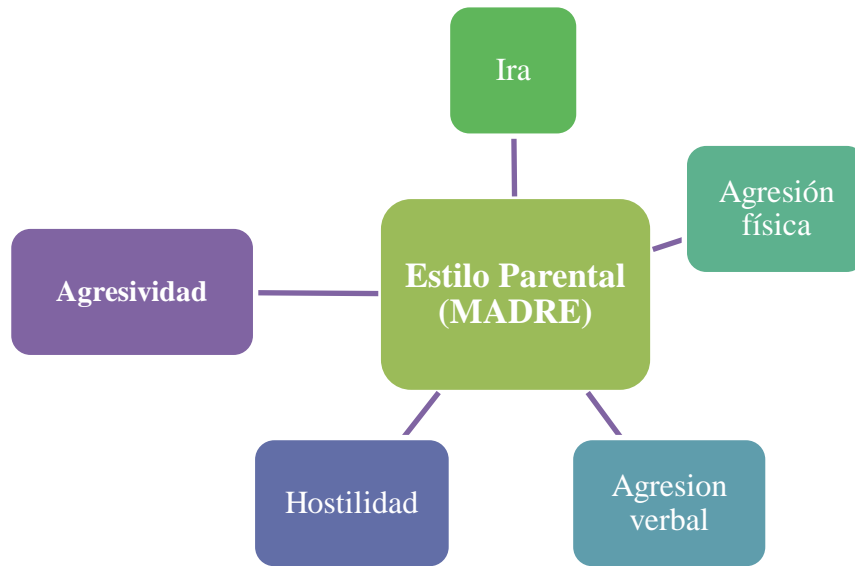 Ira
Agresión
física
Estilo Parental
(MADRE)
Agresividad
Hostilidad
Agresion
verbal